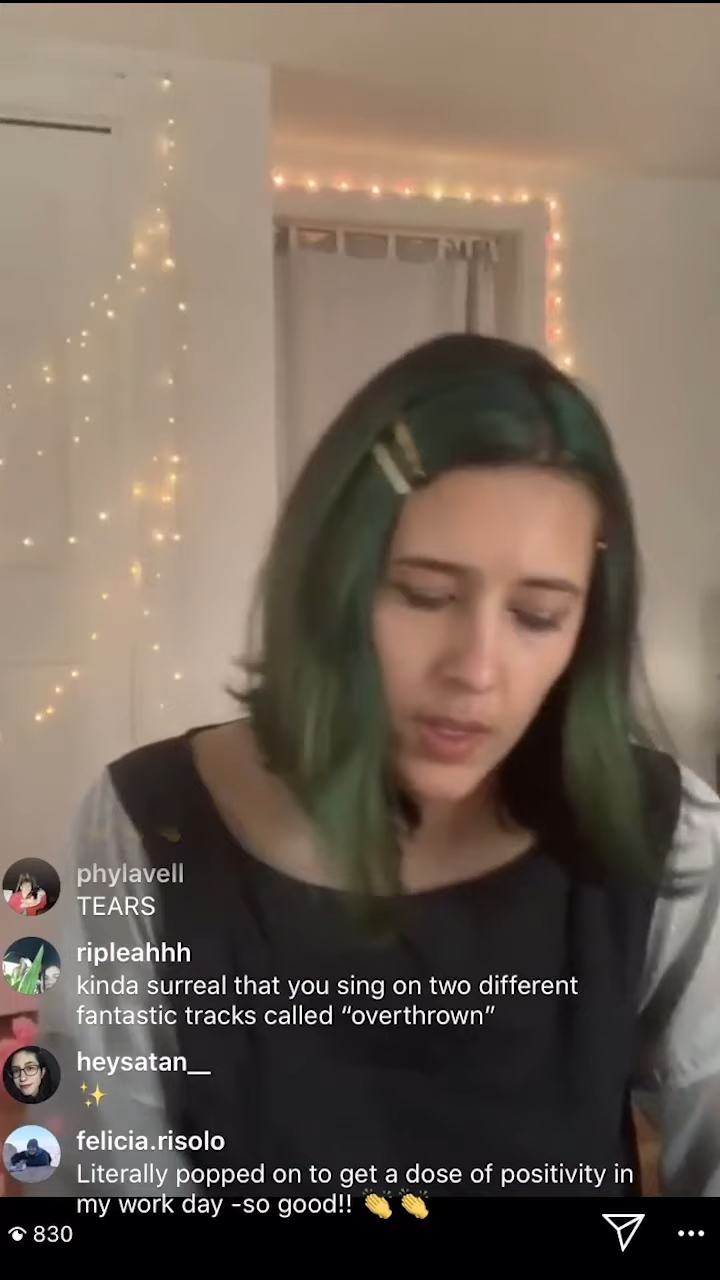 phylavell
TEARS
ripleahhh
kinda surreal that you sing on two different
fantastic tracks called “overthrown”
heysatan__
✨
felicia.risolo
Literally popped on to get a dose of positivity in
my work day -so good!! 👏👏
830